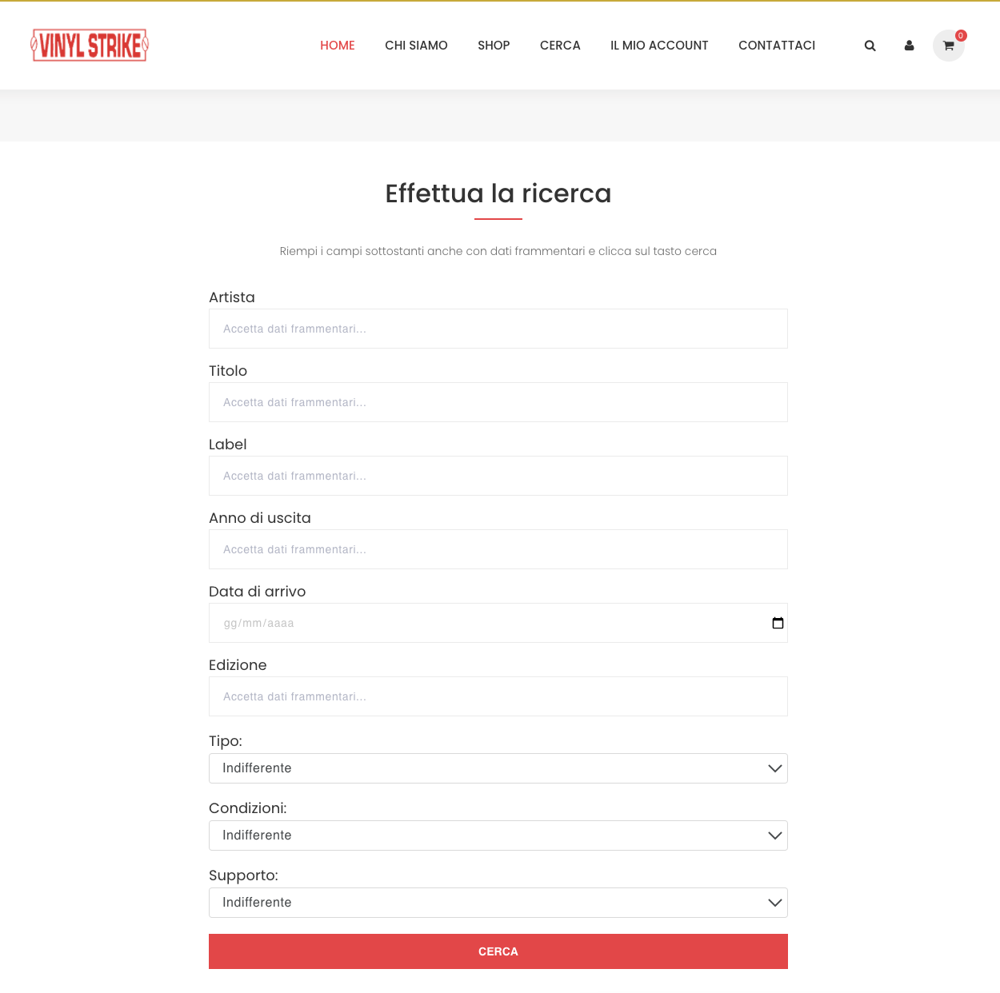 VINYL STRIKE
HOME CHI SIAMO SHOP CERCA IL MIO ACCOUNT CONTATTACI 0
Effettua la ricerca
Riempi i campi sottostanti anche con dati frammentari e clicca sul tasto cerca
Artista
Accetta dati frammentari...
Titolo
Accetta dati frammentari...
Label
Accetta dati frammentari...
Anno di uscita
Accetta dati frammentari...
Data di arrivo
gg/mm/aaaa
Edizione
Accetta dati frammentari...
Tipo:
Indifferente
Condizioni:
Indifferente
Supporto:
Indifferente
CERCA